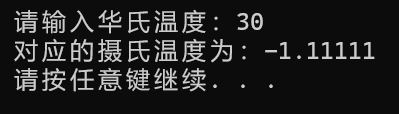 请输入华氏温度：30
对应的摄氏温度为：-1.11111
请按任意键继续. . .